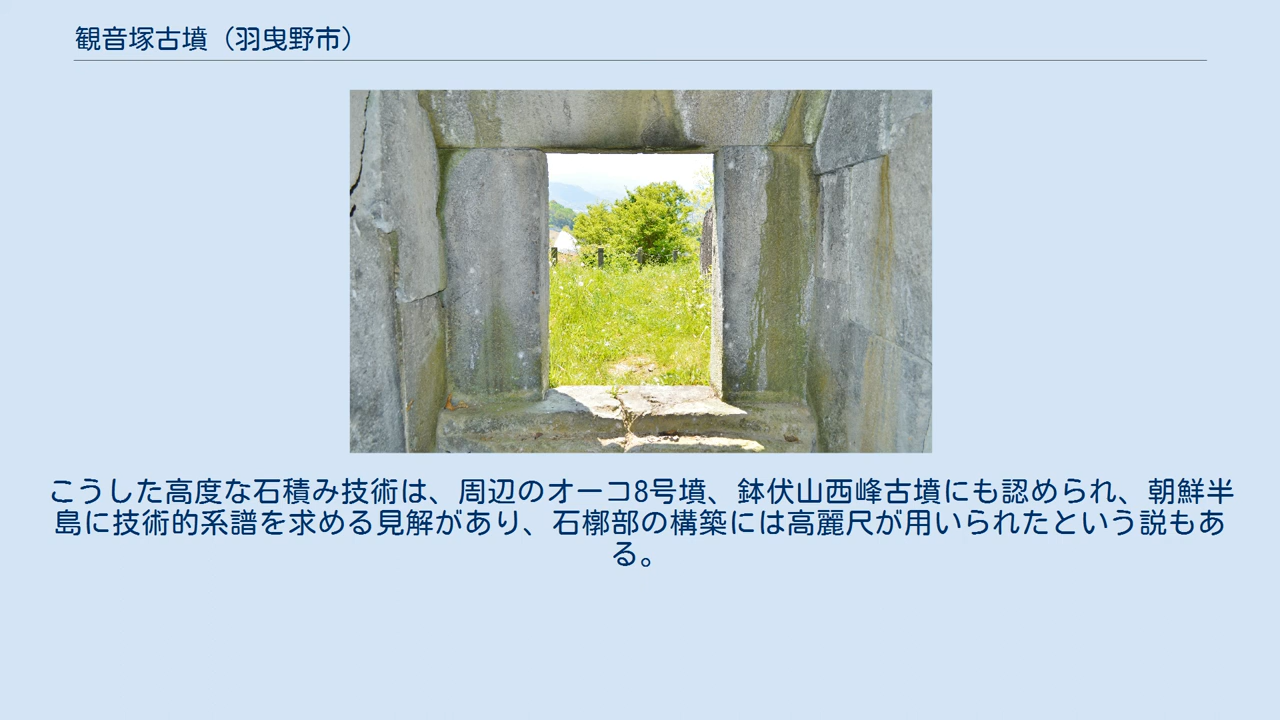 観音塚古墳（羽曳野市）
こうした高度な石積み技術は、周辺のオーコ8号墳、鉢伏山西峰古墳にも認められ、朝鮮半
島に技術的系譜を求める見解があり、石槨部の構築には高麗尺が用いられたという説もあ
る。